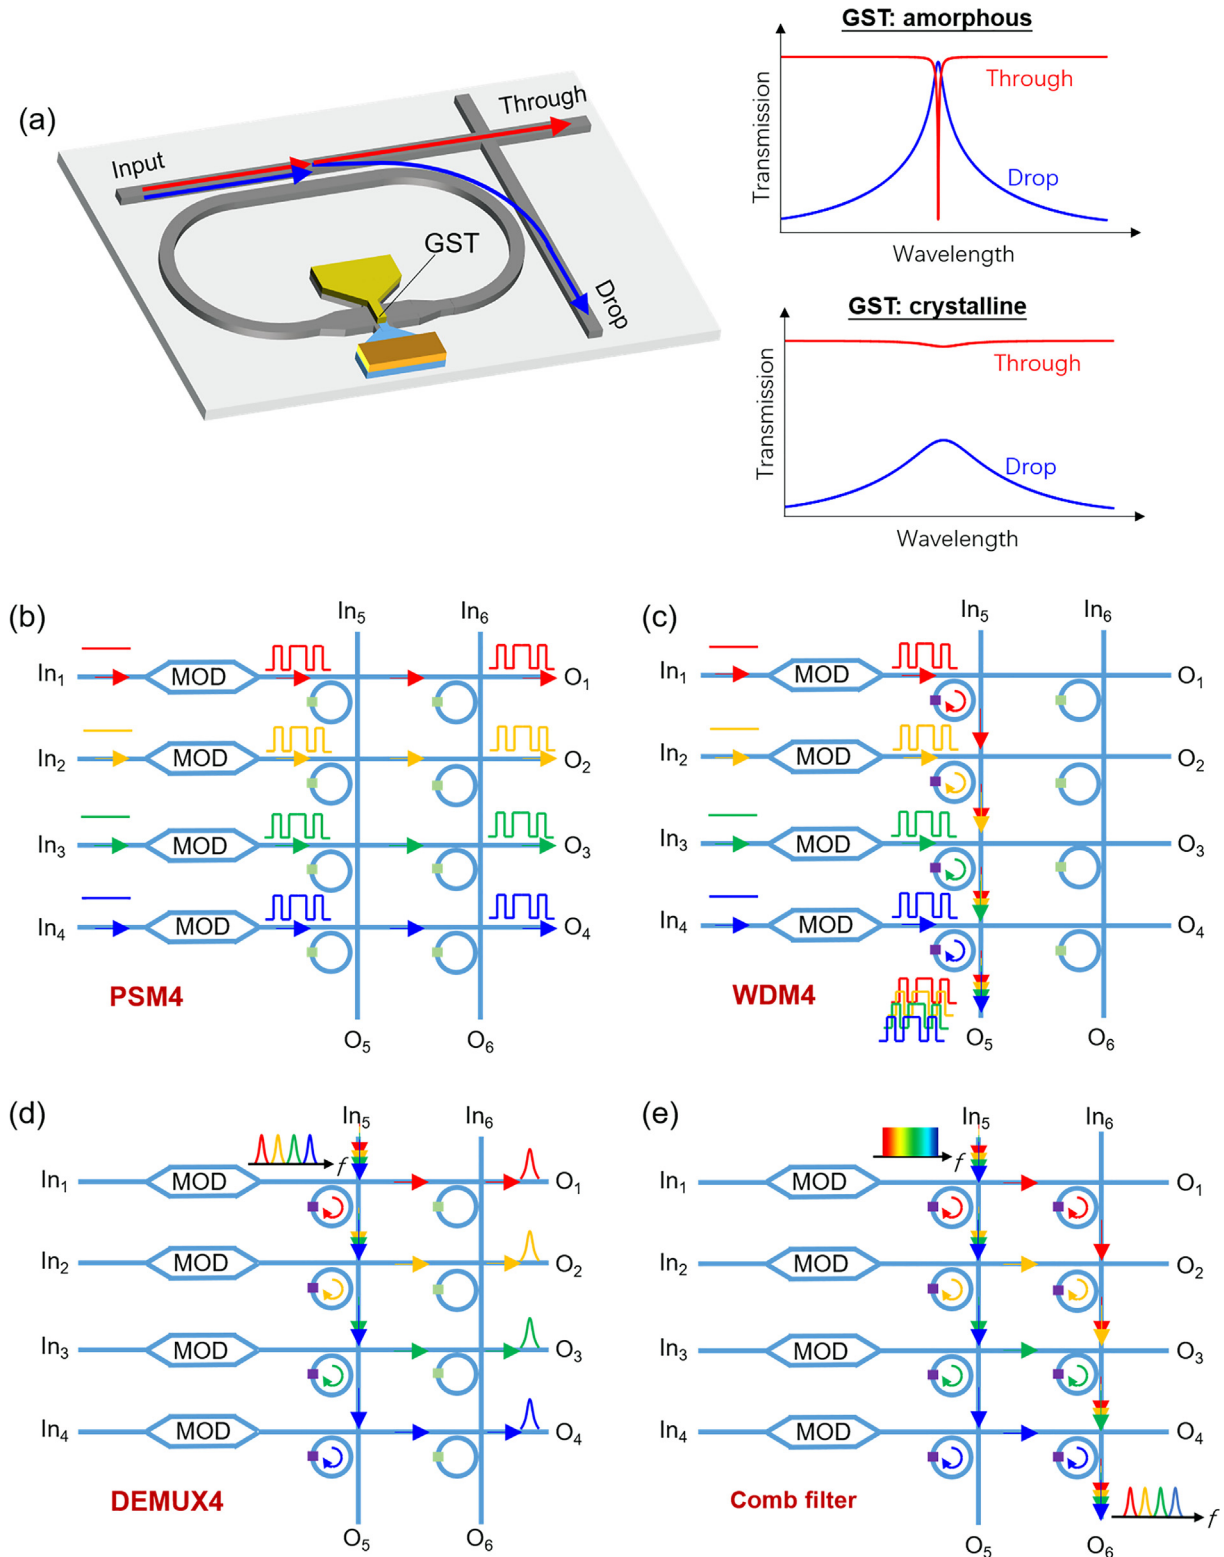 (a)
Input
Through
GST
Drop
GST: amorphous
Transmission
Through
Drop
Wavelength
GST: crystalline
Transmission
Through
Drop
Wavelength
(b)
In5
In6
In1
MOD
O1
In2
MOD
O2
In3
MOD
O3
In4
MOD
O4
PSM4
O5
O6
(c)
In5
In6
In1
MOD
O1
In2
MOD
O2
In3
MOD
O3
In4
MOD
O4
WDM4
O5
O6
(d)
In5
In6
f
In1
MOD
O1
In2
MOD
O2
In3
MOD
O3
In4
MOD
O4
DEMUX4
O5
O6
(e)
In5
In6
f
In1
MOD
O1
In2
MOD
O2
In3
MOD
O3
In4
MOD
O4
Comb filter
f
O5
O6